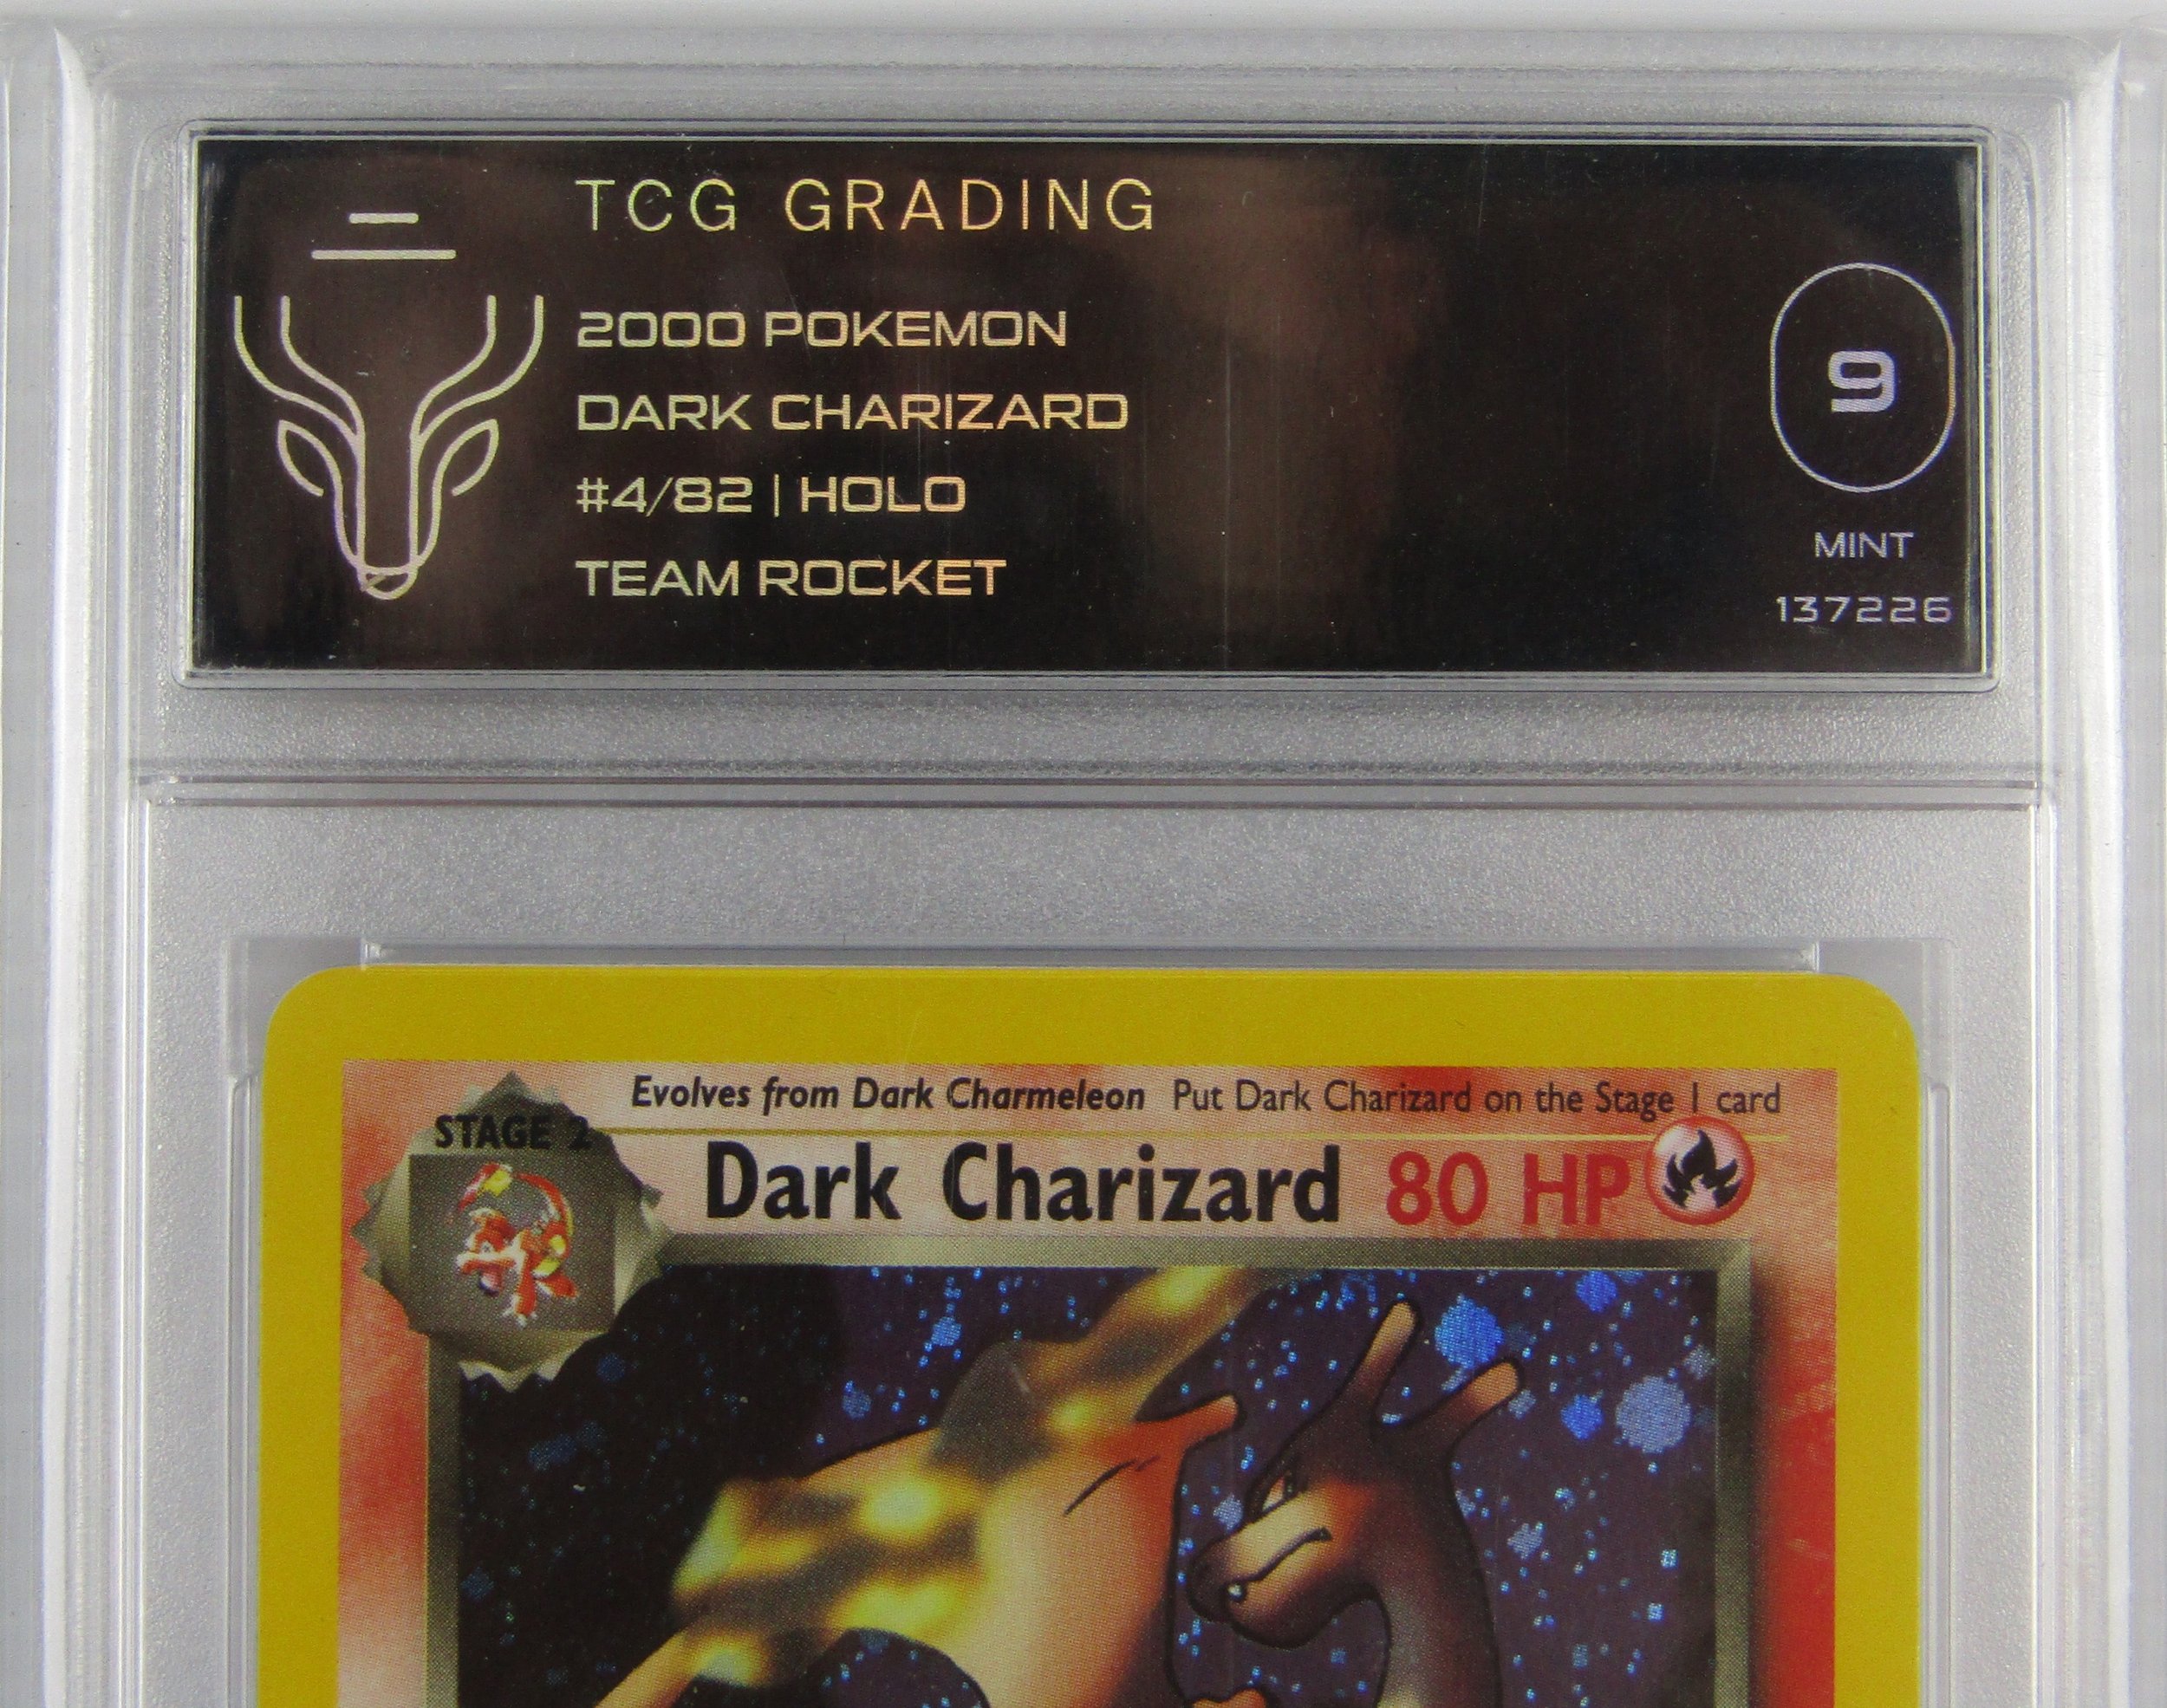 TCG GRADING
2000 POKEMON
DARK CHARIZARD
#4/82 | HOLO
TEAM ROCKET
9
MINT
137226
Evolves from Dark Charmeleon Put Dark Charizard on the Stage 1 card
STAGE 2
Dark Charizard 80 HP